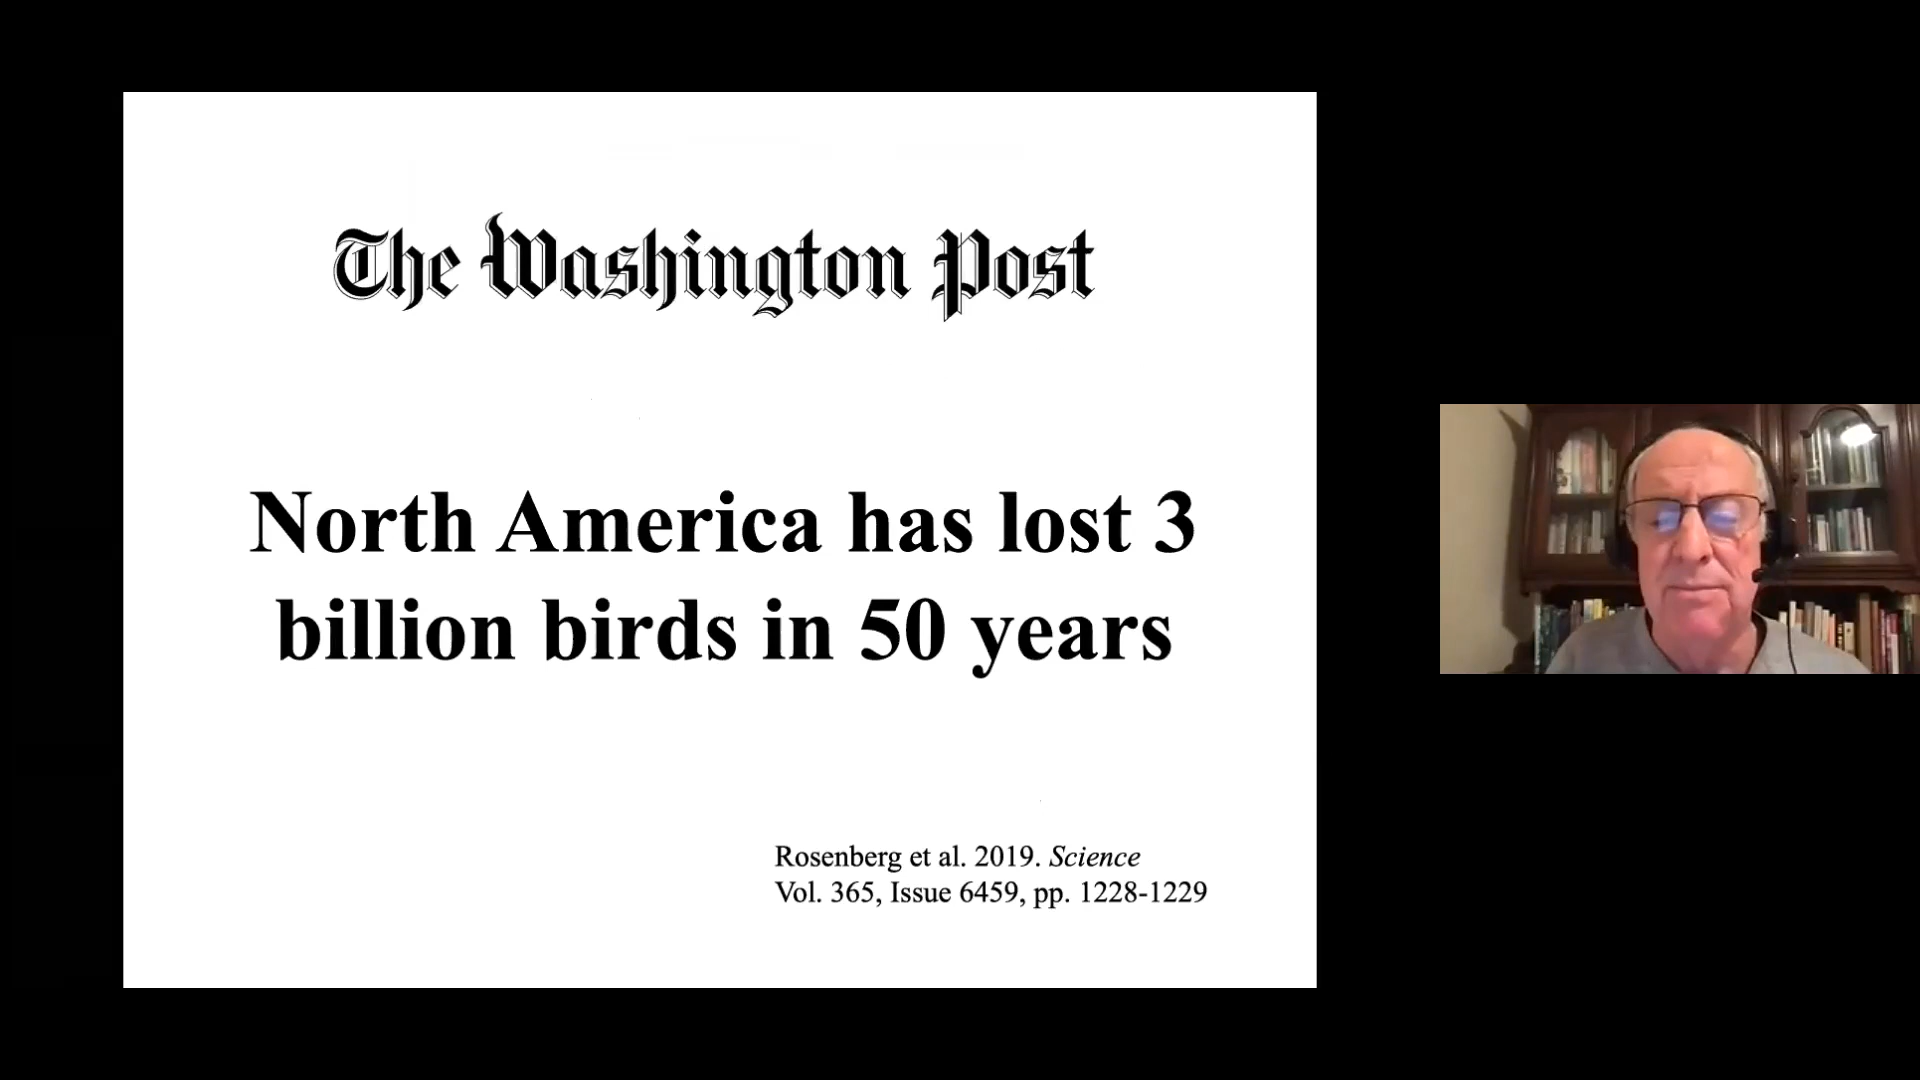 The Washington Post
North America has lost 3
billion birds in 50 years
Rosenberg et al. 2019. Science
Vol. 365, Issue 6459, pp. 1228-1229